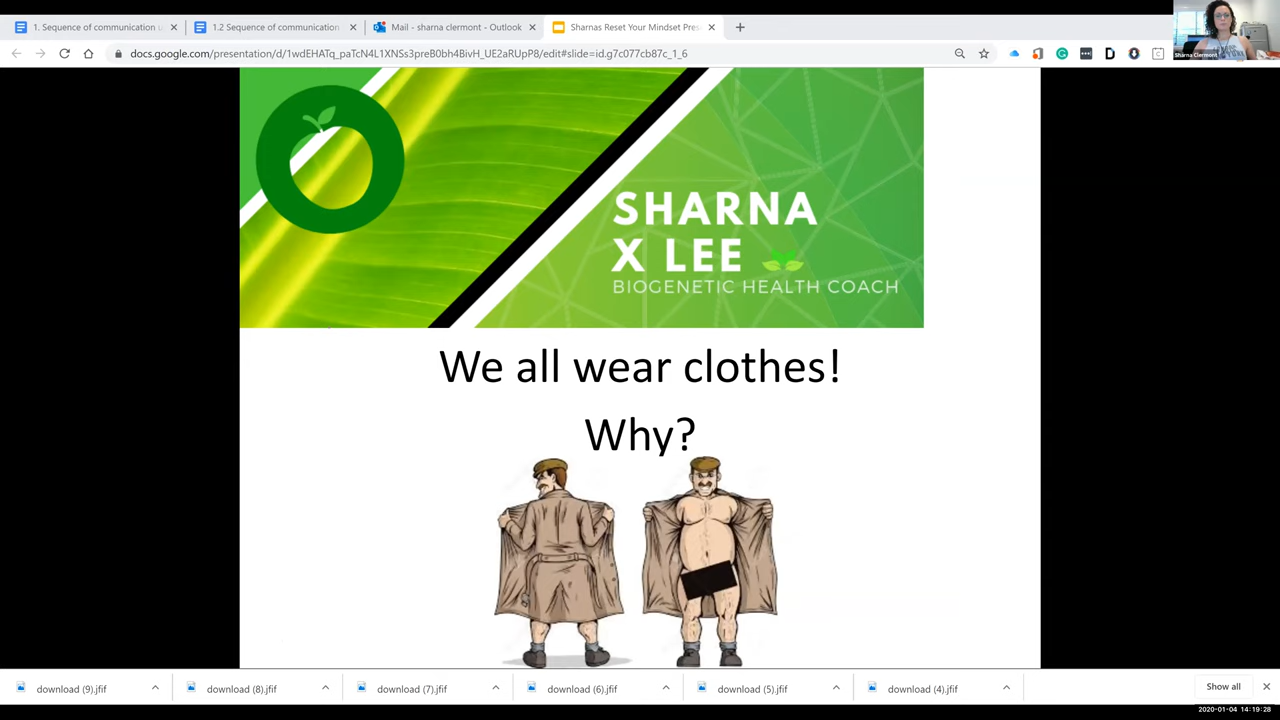 1. Sequence of communication u
1.2 Sequence of communication
Mail - sharna clermont - Outlook
Sharnas Reset Your Mindset Pres
docs.google.com/presentation/d/1wdEHATq_paTcN4L1XNSs3preB0bh4BivH_UE2aRUpP8/edit#slide=id.g7c077cb87c_1_6
Sharna Clermont
SHARNA
X LEE
BIOGENETIC HEALTH COACH
We all wear clothes!
Why?
download (9).jfif
download (8).jfif
download (7).jfif
download (6).jfif
download (5).jfif
download (4).jfif
Show all
2020-01-04 14:19:28